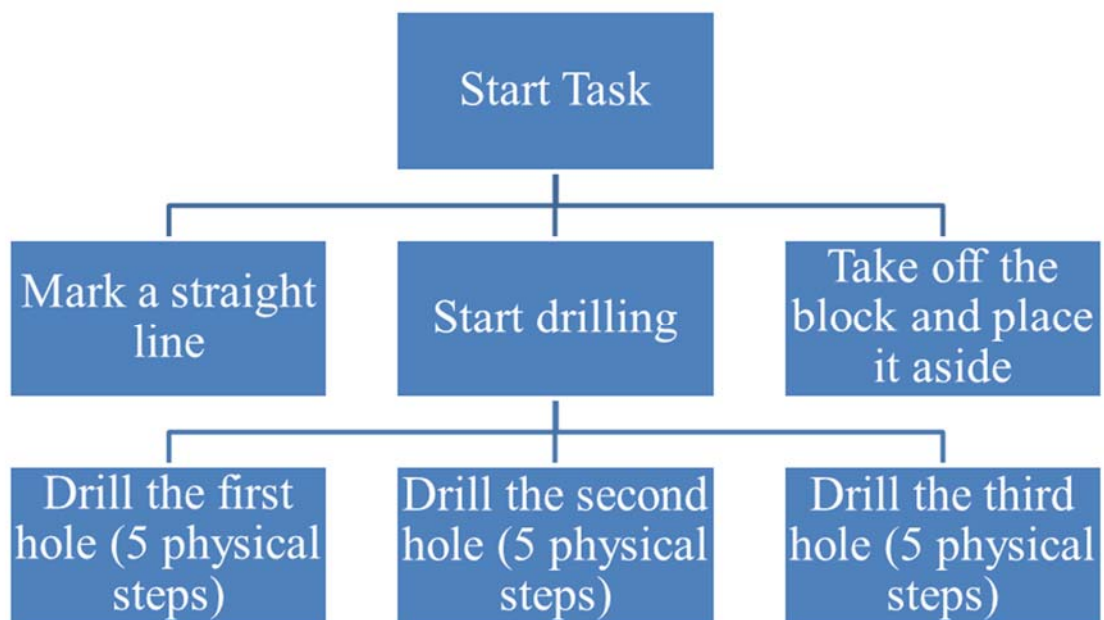 Start Task
Mark a straight
line
Start drilling
Take off the
block and place
it aside
Drill the first
hole (5 physical
steps)
Drill the second
hole (5 physical
steps)
Drill the third
hole (5 physical
steps)